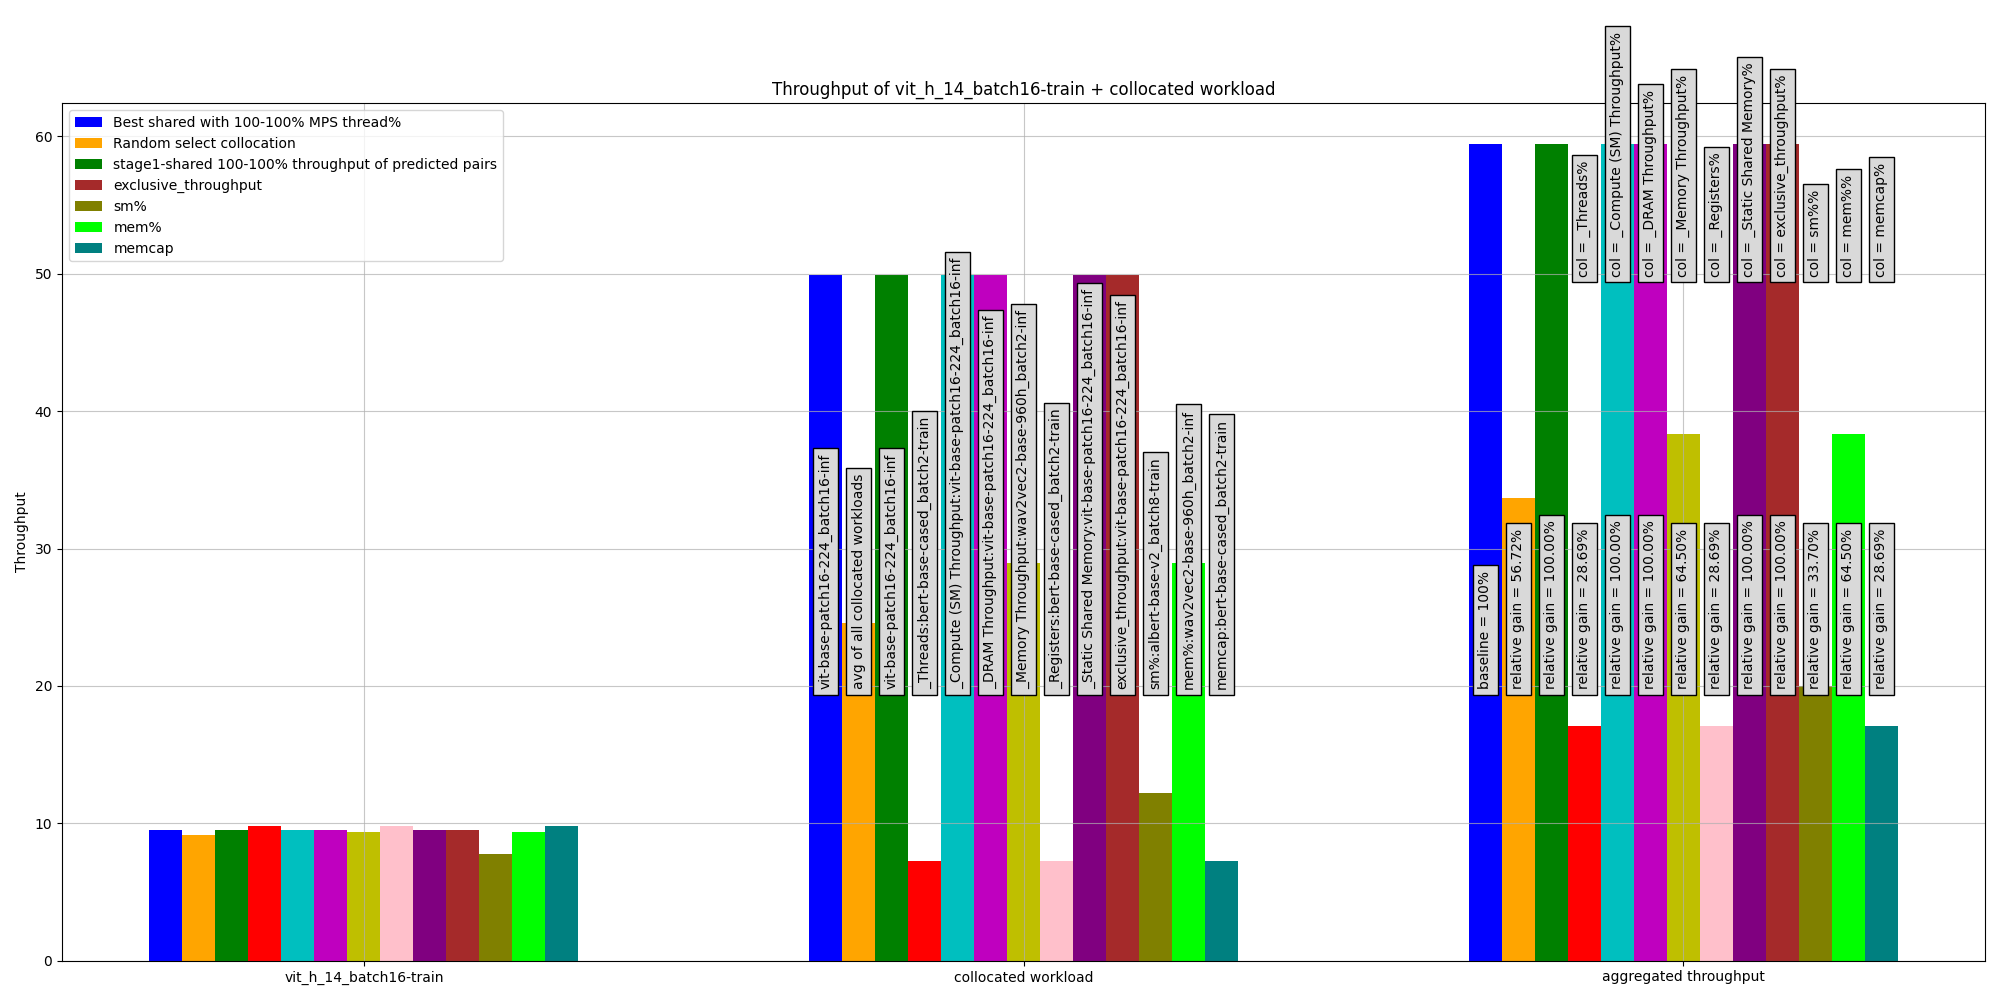 Throughput of vit_h_14_batch16-train + collocated workload
Best shared with 100-100% MPS thread%
Random select collocation
stage1-shared 100-100% throughput of predicted pairs
exclusive_throughput
sm%
mem%
memcap
Throughput
60
50
40
30
20
10
0
vit-base-patch16-224_batch16-inf
avg of all collocated workloads
vit-base-patch16-224_batch16-inf
_Threads:bert-base-cased_batch2-train
_Compute (SM) Throughput:vit-base-patch16-224_batch16-inf
_DRAM Throughput:vit-base-patch16-224_batch16-inf
_Memory Throughput:wav2vec2-base-960h_batch2-inf
_Registers:bert-base-cased_batch2-train
_Static Shared Memory:vit-base-patch16-224_batch16-inf
exclusive_throughput:vit-base-patch16-224_batch16-inf
sm%:albert-base-v2_batch8-train
mem%:wav2vec2-base-960h_batch2-inf
memcap:bert-base-cased_batch2-train
col = _Threads%
col = _Compute (SM) Throughput%
col = _DRAM Throughput%
col = _Memory Throughput%
col = _Registers%
col = _Static Shared Memory%
col = exclusive_throughput%
col = sm%%
col = mem%%
col = memcap%
baseline = 100%
relative gain = 56.72%
relative gain = 100.00%
relative gain = 28.69%
relative gain = 100.00%
relative gain = 100.00%
relative gain = 64.50%
relative gain = 28.69%
relative gain = 100.00%
relative gain = 100.00%
relative gain = 33.70%
relative gain = 64.50%
relative gain = 28.69%
vit_h_14_batch16-train
collocated workload
aggregated throughput